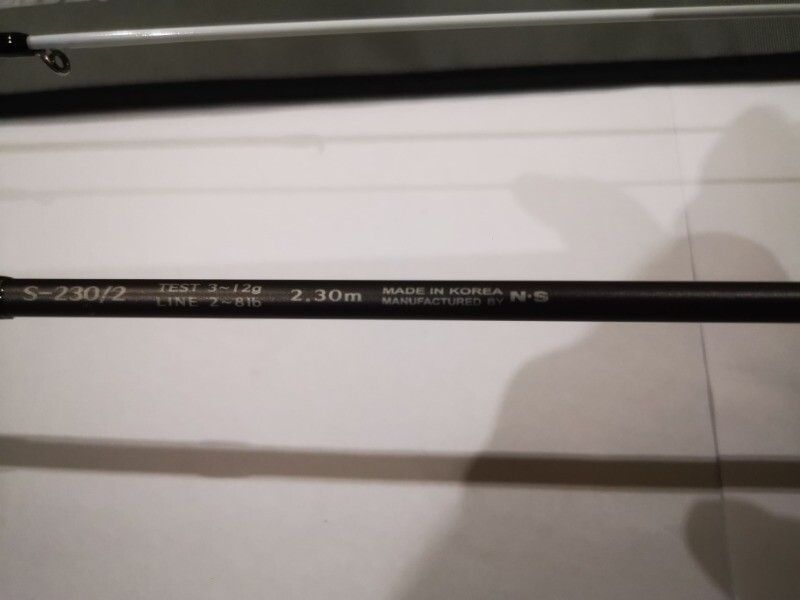 S-230/2
TEST 3~12g
LINE 2~8lb
2.30m
MADE IN KOREA
MANUFACTURED BY N·S